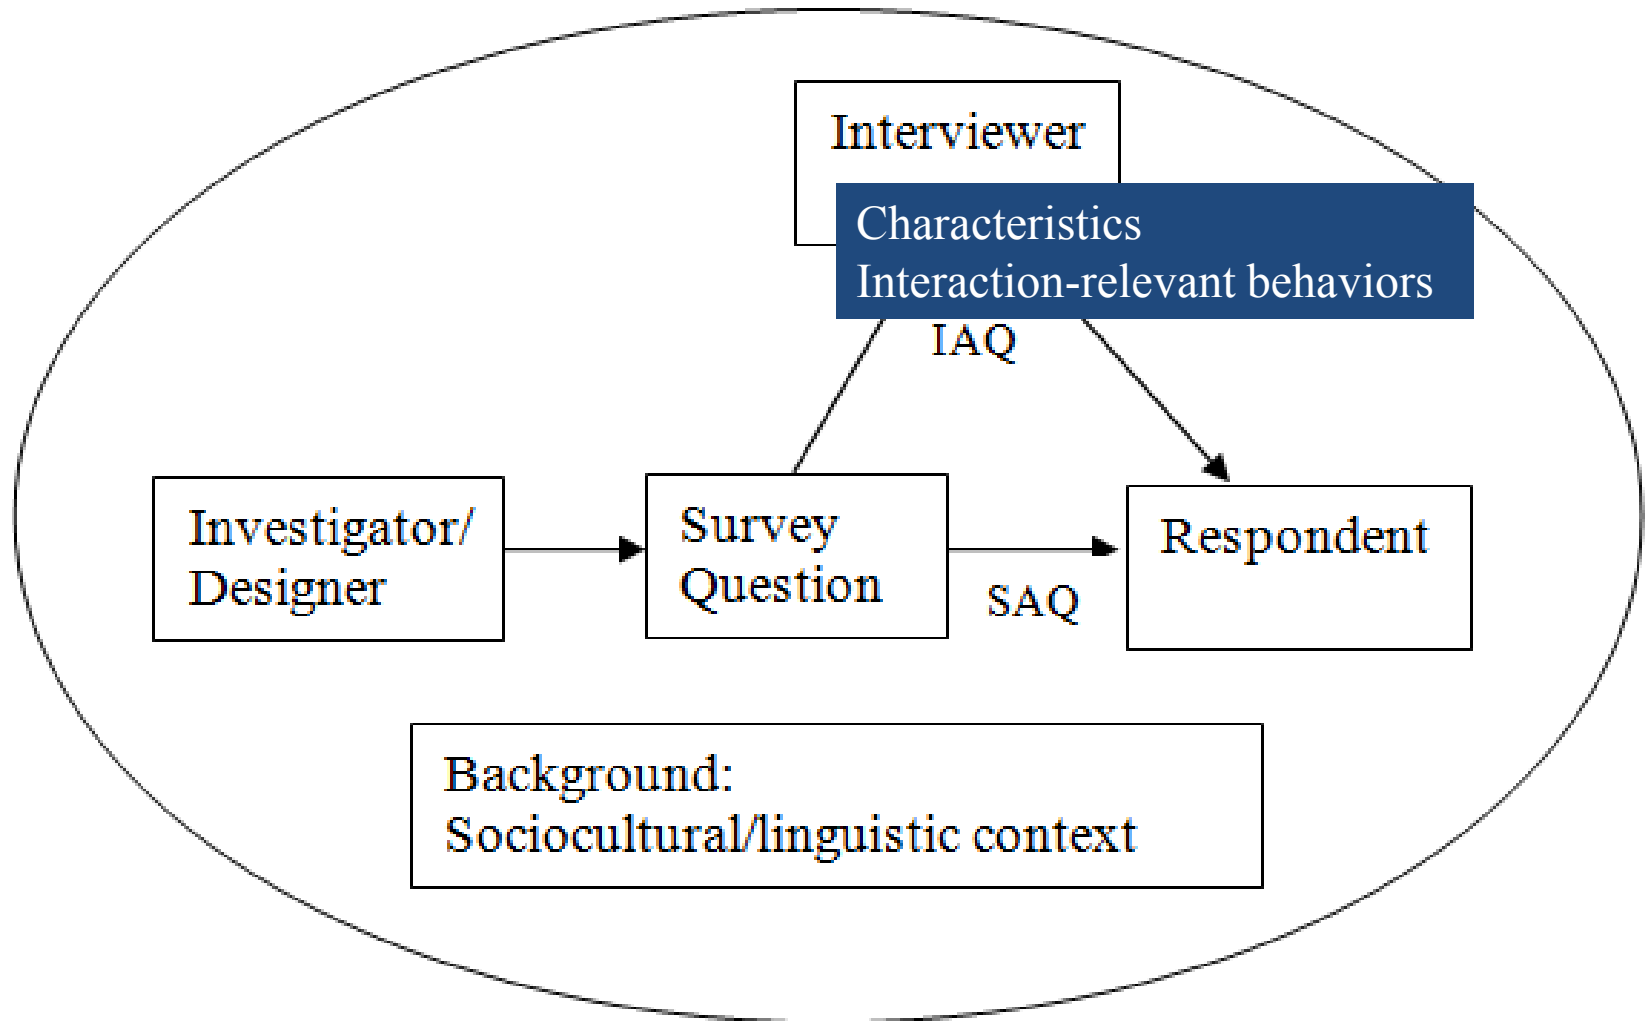 Interviewer
Characteristics
Interaction-relevant behaviors
IAQ
Investigator/
Designer
Survey
Question
SAQ
Respondent
Background:
Sociocultural/linguistic context